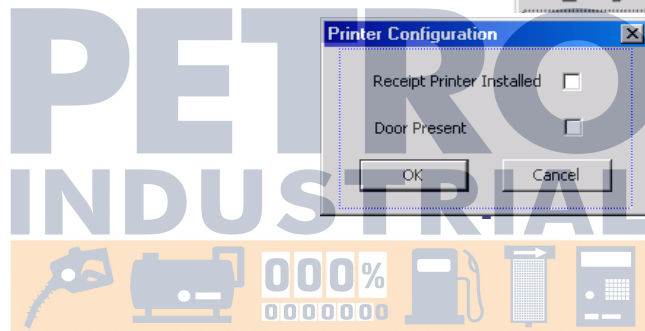 PETRO
Printer Configuration
Receipt Printer Installed
Door Present
OK Cancel
INDUSTRIAL
000%
0000000